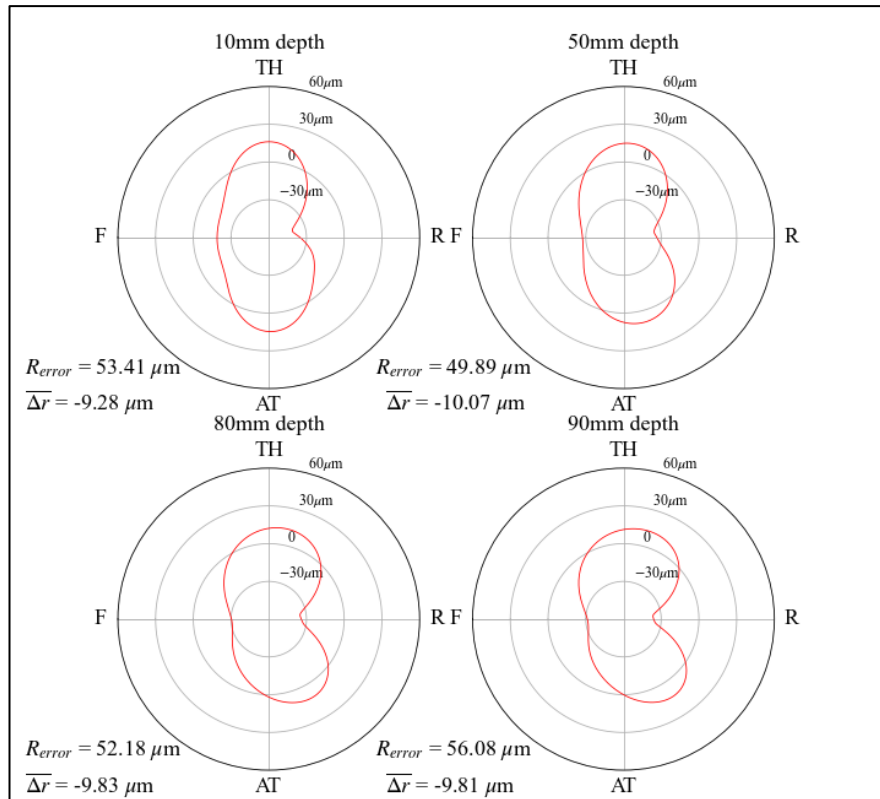 10mm depth
TH
60μm
30μm
0
−30μm
F
R
AT
R_error = 53.41 μm
Δr = -9.28 μm
50mm depth
TH
60μm
30μm
0
−30μm
F
R
AT
R_error = 49.89 μm
Δr = -10.07 μm
80mm depth
TH
60μm
30μm
0
−30μm
F
R
AT
R_error = 52.18 μm
Δr = -9.83 μm
90mm depth
TH
60μm
30μm
0
−30μm
F
R
AT
R_error = 56.08 μm
Δr = -9.81 μm